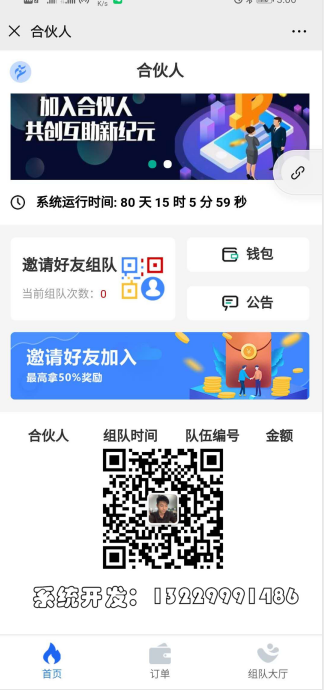 K/s
合伙人
合伙人
加入合伙人
共创互助新纪元
系统运行时间: 80 天 15 时 5 分 59 秒
邀请好友组队
当前组队次数：0
钱包
公告
邀请好友加入
最高拿50%奖励
合伙人 组队时间 队伍编号 金额
系统开发：13229991486
首页 订单 组队大厅